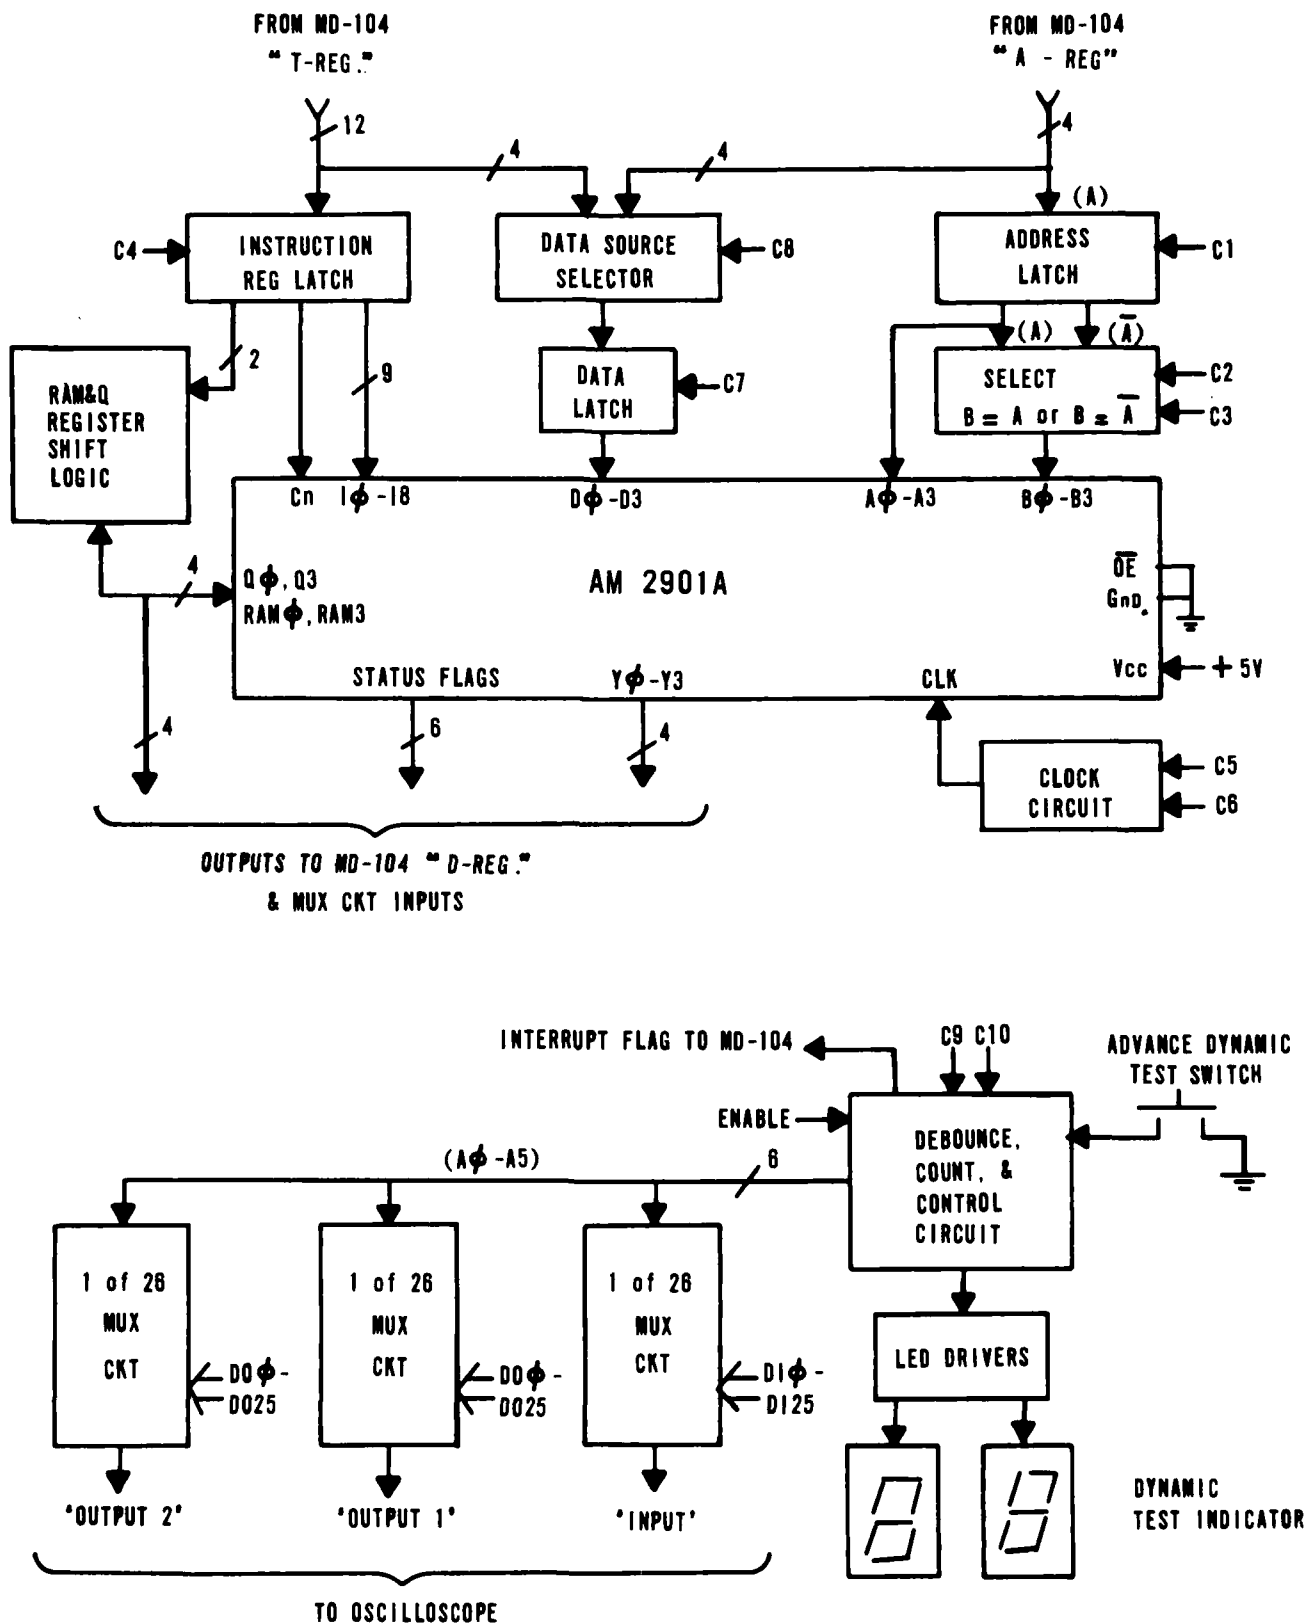 FROM MD-104
"T-REG."
FROM MD-104
"A - REG"
12
4
4
4
(A)
C4
INSTRUCTION
REG LATCH
DATA SOURCE
SELECTOR
C8
ADDRESS
LATCH
C1
2
9
(A)
(A̅)
RAM&Q
REGISTER
SHIFT
LOGIC
DATA
LATCH
C7
SELECT
B = A or B = A̅
C2
C3
Cn
Iϕ-I8
Dϕ-D3
Aϕ-A3
Bϕ-B3
4
Qϕ, Q3
RAMϕ, RAM3
AM 2901A
O̅E̅
GnD.
Vcc
+ 5V
STATUS FLAGS
Yϕ-Y3
CLK
4
6
4
CLOCK
CIRCUIT
C5
C6
OUTPUTS TO MD-104 "D-REG."
& MUX CKT INPUTS
INTERRUPT FLAG TO MD-104
C9 C10
ADVANCE DYNAMIC
TEST SWITCH
ENABLE
DEBOUNCE,
COUNT, &
CONTROL
CIRCUIT
(Aϕ-A5)
6
1 of 26
MUX
CKT
DOϕ-
DO25
1 of 26
MUX
CKT
DOϕ-
DO25
1 of 26
MUX
CKT
DIϕ-
DI25
LED DRIVERS
'OUTPUT 2'
'OUTPUT 1'
'INPUT'
8
8
DYNAMIC
TEST INDICATOR
TO OSCILLOSCOPE